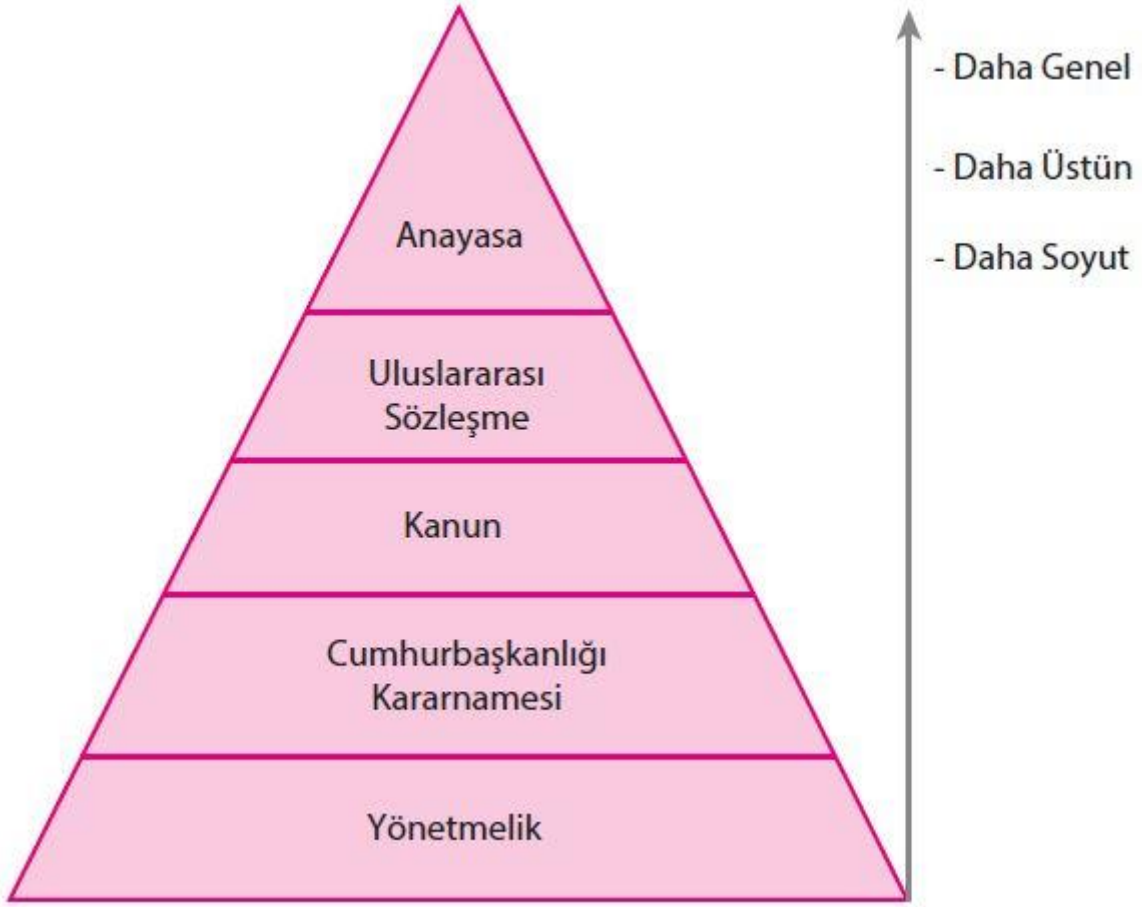 Anayasa
Uluslararası
Sözleşme
Kanun
Cumhurbaşkanlığı
Kararnamesi
Yönetmelik
- Daha Genel
- Daha Üstün
- Daha Soyut